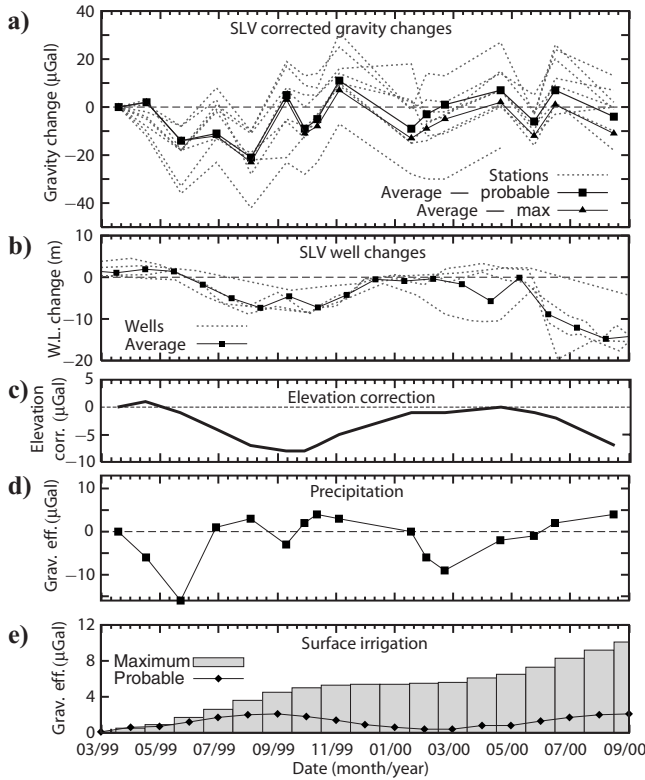 a)
SLV corrected gravity changes
Gravity change (μGal)
40
20
0
−20
−40
Stations
Average — probable
Average — max
b)
SLV well changes
W.L. change (m)
10
0
−10
−20
Wells
Average
c)
Elevation correction
Elevation
corr. (μGal)
5
0
−5
−10
d)
Precipitation
Grav. eff. (μGal)
10
0
−10
e)
Surface irrigation
Grav. eff. (μGal)
12
8
4
0
Maximum
Probable
03/99 05/99 07/99 09/99 11/99 01/00 03/00 05/00 07/00 09/00
Date (month/year)